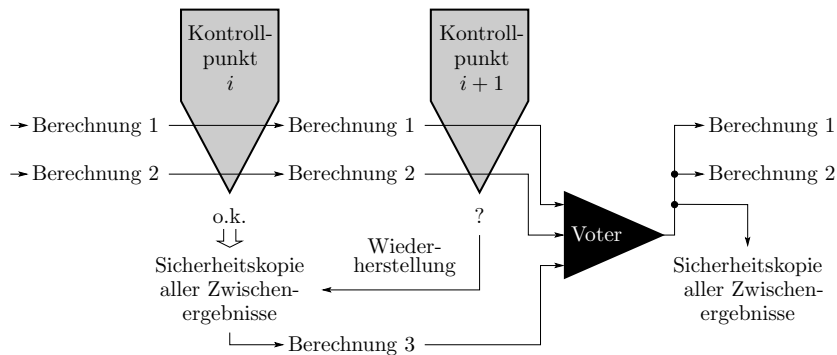 Kontroll-
punkt
i
Kontroll-
punkt
i + 1
Berechnung 1
Berechnung 1
Berechnung 1
Berechnung 2
Berechnung 2
Berechnung 2
o.k.
?
Voter
Wieder-
herstellung
Sicherheitskopie
aller Zwischen-
ergebnisse
Sicherheitskopie
aller Zwischen-
ergebnisse
Berechnung 3